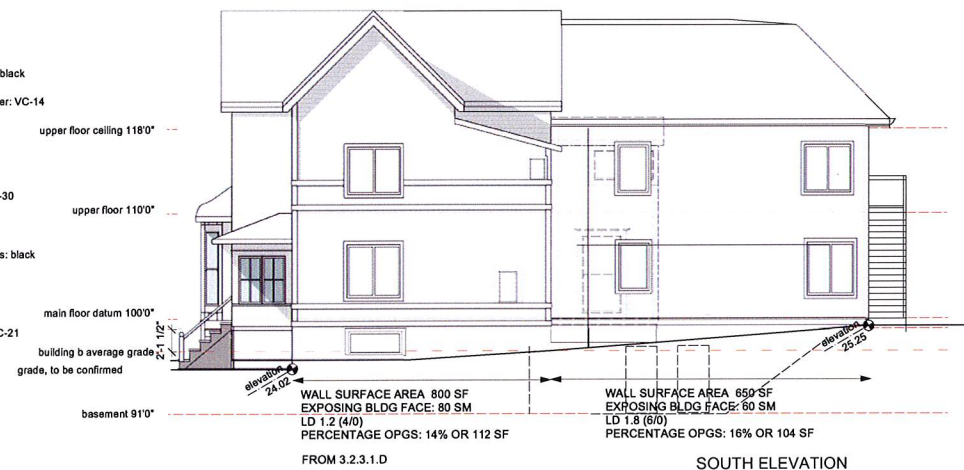 black
er: VC-14
upper floor ceiling 118'0"
-30
upper floor 110'0"
s: black
main floor datum 100'0"
C-21
2'-1 1/2"
building b average grade
grade, to be confirmed
elevation
24.02
elevation
25.25
basement 91'0"
WALL SURFACE AREA 800 SF
EXPOSING BLDG FACE: 80 SM
LD 1.2 (4/0)
PERCENTAGE OPGS: 14% OR 112 SF
FROM 3.2.3.1.D
WALL SURFACE AREA 650 SF
EXPOSING BLDG FACE: 60 SM
LD 1.8 (6/0)
PERCENTAGE OPGS: 16% OR 104 SF
SOUTH ELEVATION